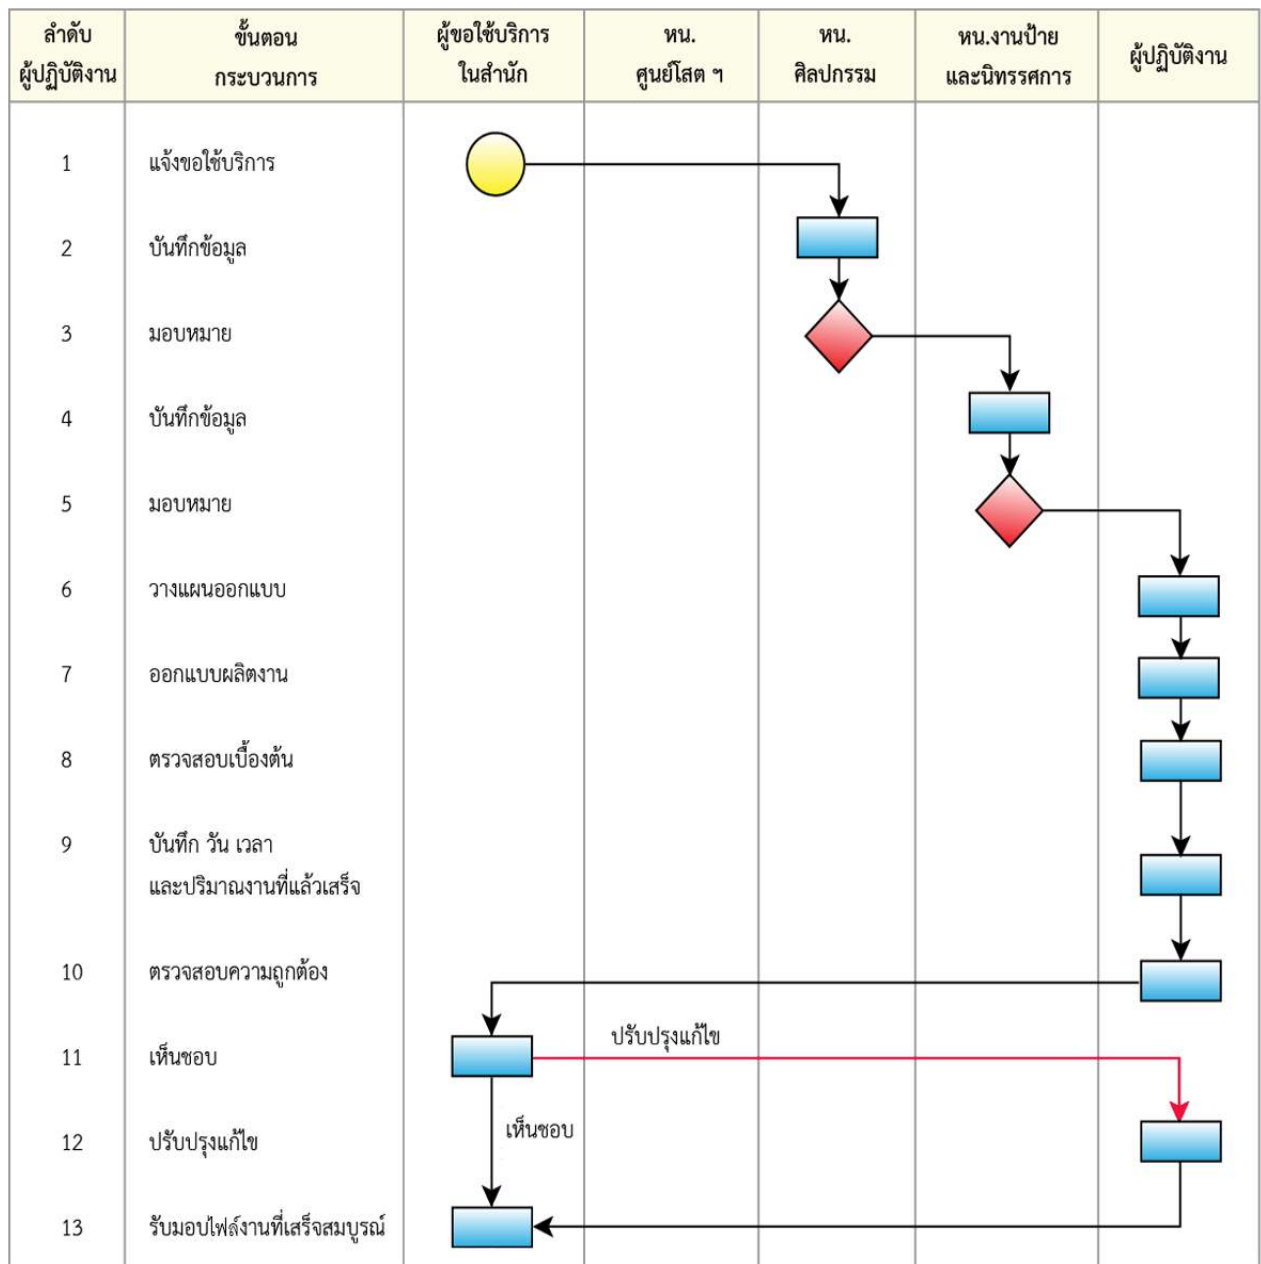 ลำดับ
ผู้ปฏิบัติงาน
ขั้นตอน
กระบวนการ
ผู้ขอใช้บริการ
ในสำนัก
หน.
ศูนย์โสต ฯ
หน.
ศิลปกรรม
หน.งานป้าย
และนิทรรศการ
ผู้ปฏิบัติงาน
1 แจ้งขอใช้บริการ
2 บันทึกข้อมูล
3 มอบหมาย
4 บันทึกข้อมูล
5 มอบหมาย
6 วางแผนออกแบบ
7 ออกแบบผลิตงาน
8 ตรวจสอบเบื้องต้น
9 บันทึก วัน เวลา
และปริมาณงานที่แล้วเสร็จ
10 ตรวจสอบความถูกต้อง
ปรับปรุงแก้ไข
11 เห็นชอบ
เห็นชอบ
12 ปรับปรุงแก้ไข
13 รับมอบไฟล์งานที่เสร็จสมบูรณ์